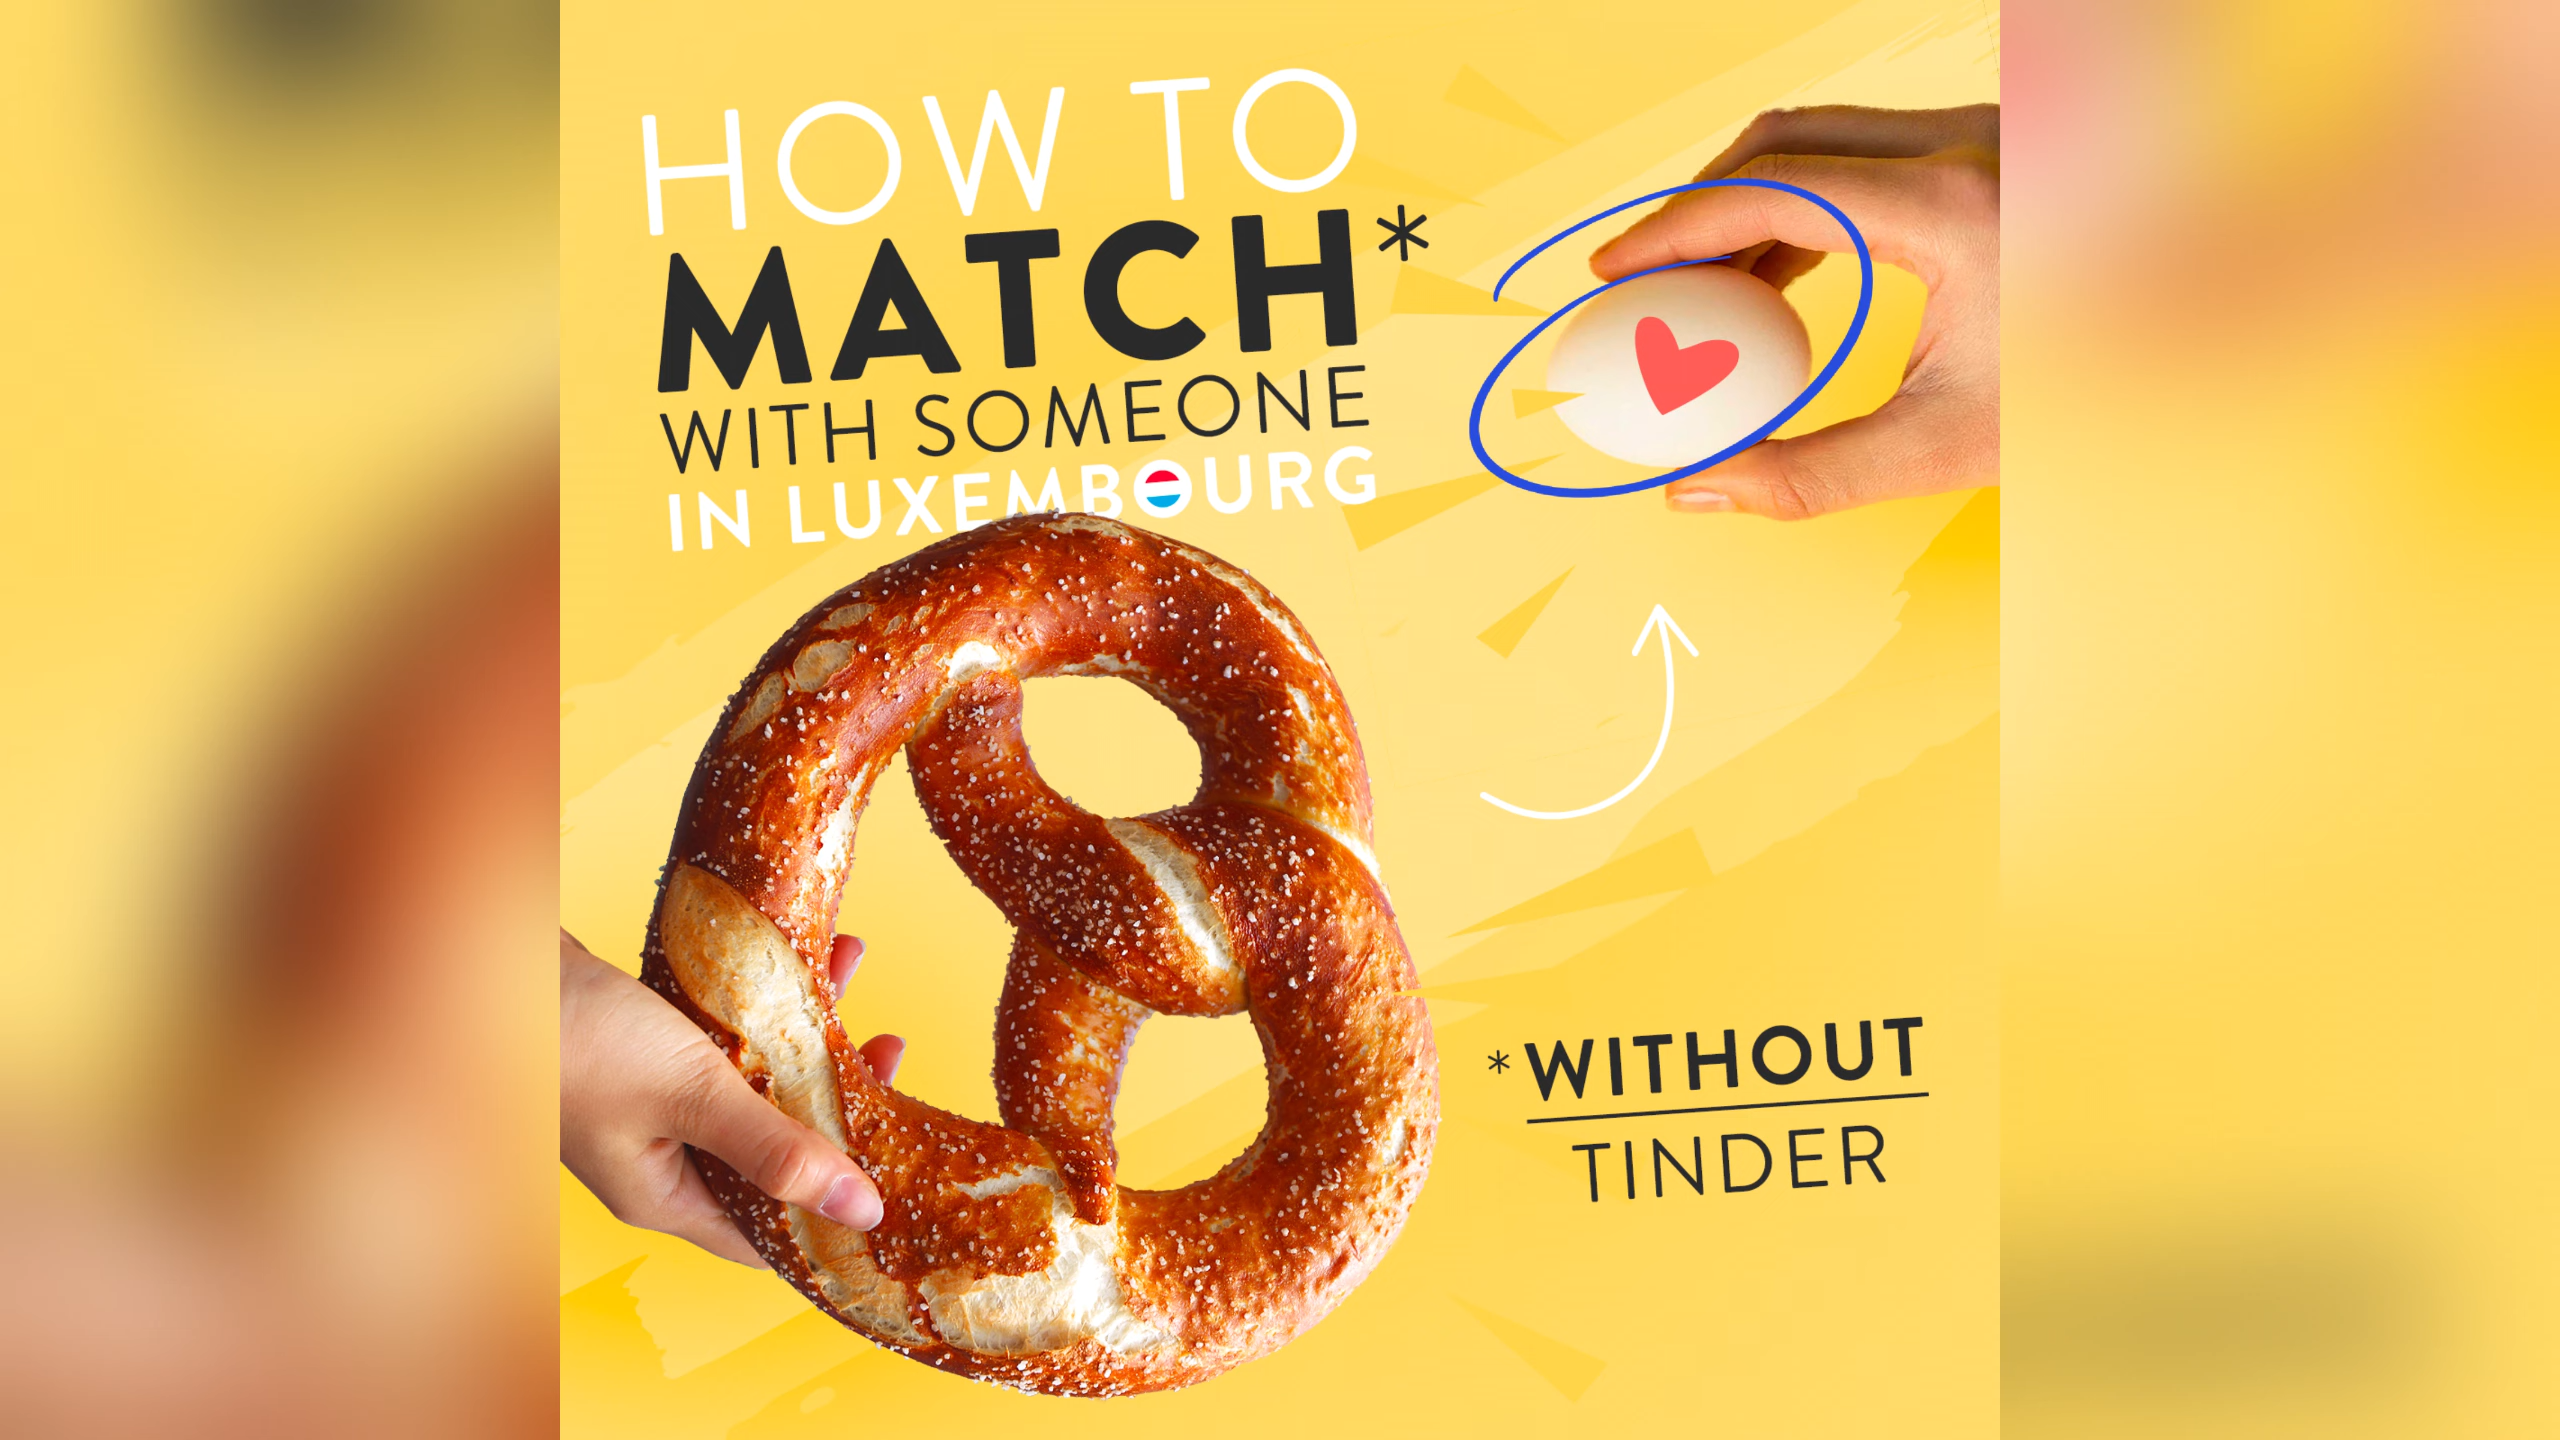 HOW TO
MATCH*
WITH SOMEONE
IN LUXEMBOURG
*WITHOUT
TINDER